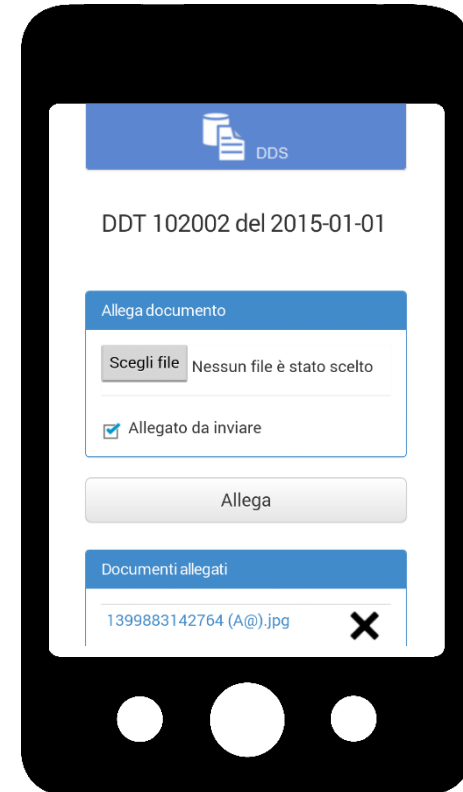 DDS
DDT 102002 del 2015-01-01
Allega documento
Scegli file Nessun file è stato scelto
Allegato da inviare
Allega
Documenti allegati
1399883142764 (A@).jpg